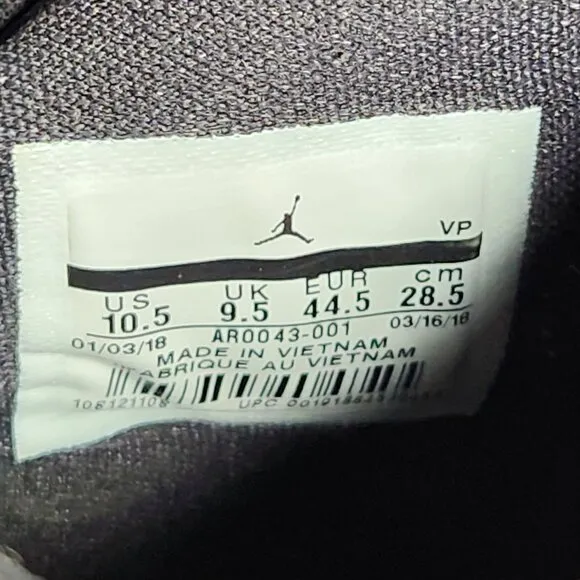 VP
US UK EUR cm
10.5 9.5 44.5 28.5
01/03/18 AR0043-001 03/16/18
MADE IN VIETNAM
FABRIQUE AU VIETNAM
UPC